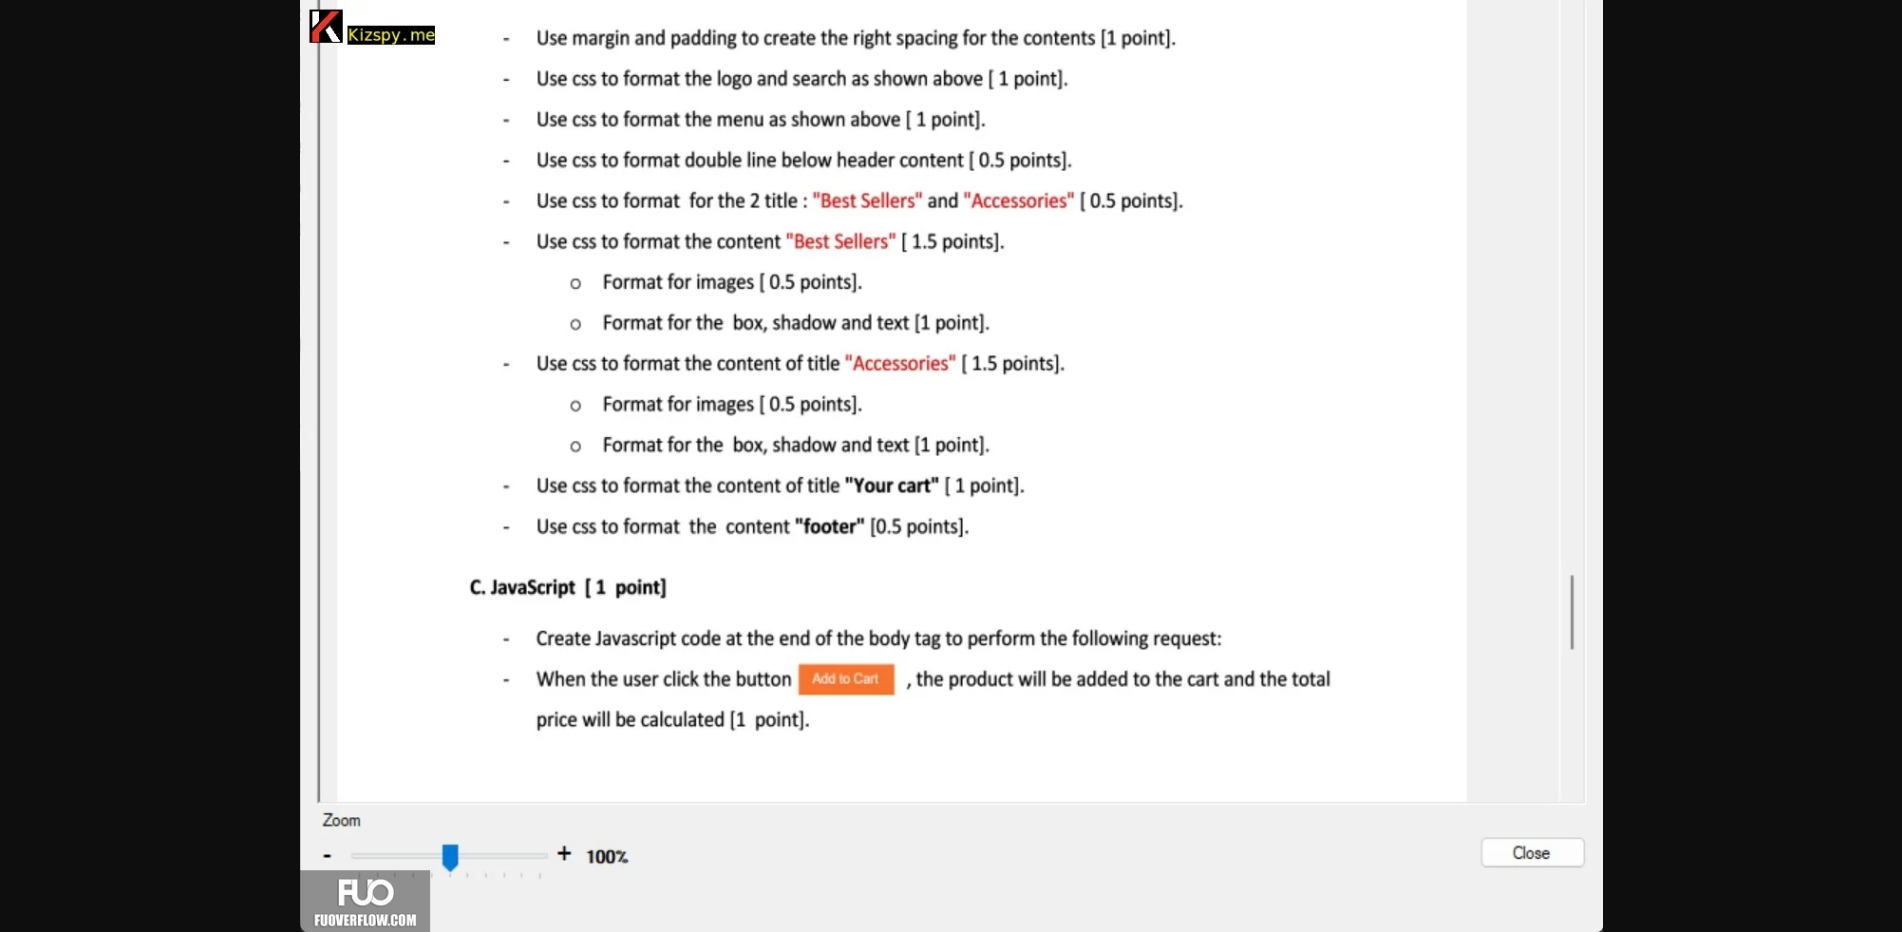 Kizspy.me
- Use margin and padding to create the right spacing for the contents [1 point].
- Use css to format the logo and search as shown above [ 1 point].
- Use css to format the menu as shown above [ 1 point].
- Use css to format double line below header content [ 0.5 points].
- Use css to format for the 2 title : "Best Sellers" and "Accessories" [ 0.5 points].
- Use css to format the content "Best Sellers" [ 1.5 points].
o Format for images [ 0.5 points].
o Format for the box, shadow and text [1 point].
- Use css to format the content of title "Accessories" [ 1.5 points].
o Format for images [ 0.5 points].
o Format for the box, shadow and text [1 point].
- Use css to format the content of title "Your cart" [ 1 point].
- Use css to format the content "footer" [0.5 points].
C. JavaScript [ 1 point]
- Create Javascript code at the end of the body tag to perform the following request:
- When the user click the button Add to Cart , the product will be added to the cart and the total
price will be calculated [1 point].
Zoom
- + 100%
Close
FUO
FUOVERFLOW.COM